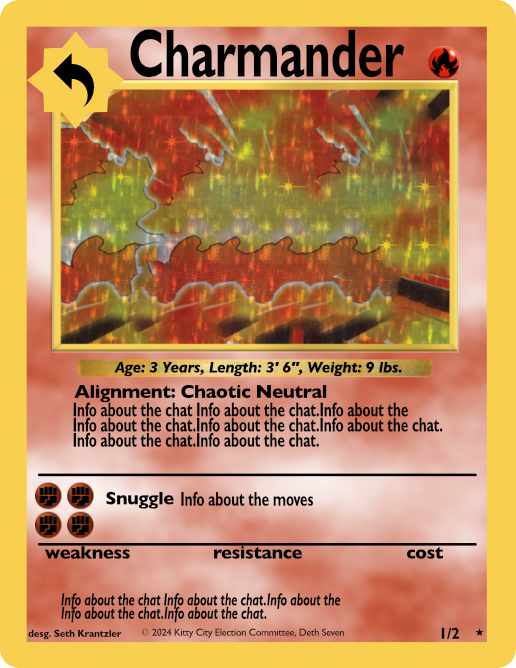 Charmander
Age: 3 Years, Length: 3' 6", Weight: 9 lbs.
Alignment: Chaotic Neutral
Info about the chat Info about the chat.Info about the
Info about the chat.Info about the chat.Info about the chat.
Info about the chat.Info about the chat.
Snuggle Info about the moves
weakness resistance cost
Info about the chat Info about the chat.Info about the
Info about the chat.Info about the chat.
desg. Seth Krantzler © 2024 Kitty City Election Committee, Deth Seven 1/2 ★